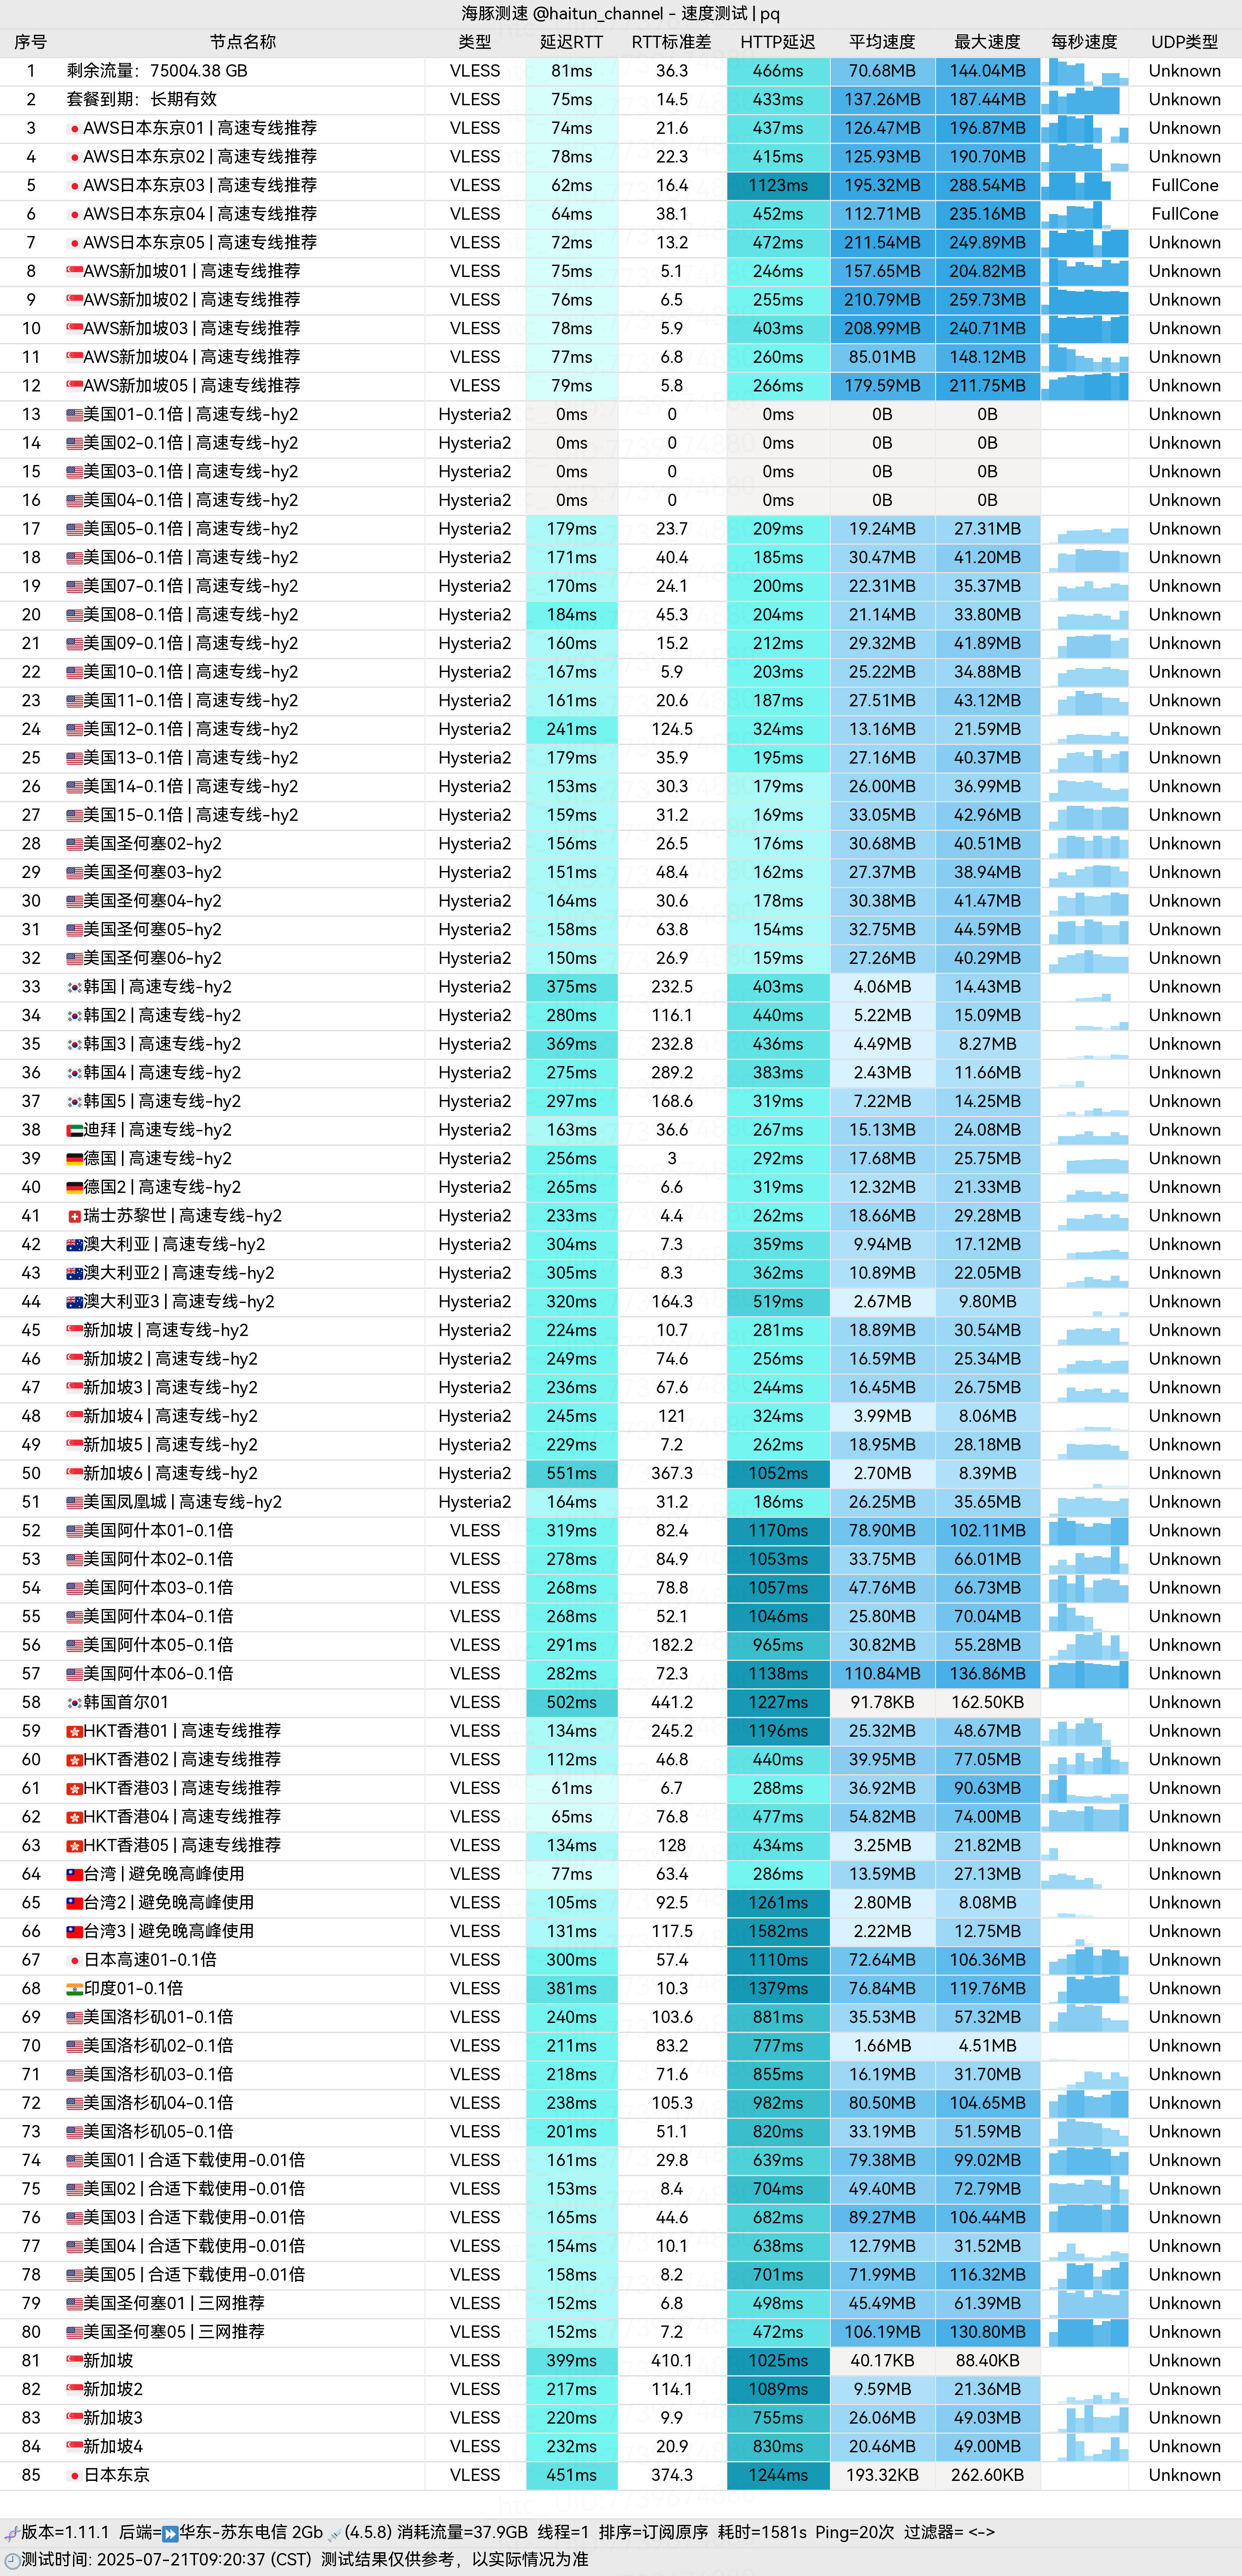 海豚测速 @haitun_channel - 速度测试 | pq
序号 节点名称 类型 延迟RTT RTT标准差 HTTP延迟 平均速度 最大速度 每秒速度 UDP类型
1 剩余流量：75004.38 GB VLESS 81ms 36.3 466ms 70.68MB 144.04MB Unknown
2 套餐到期：长期有效 VLESS 75ms 14.5 433ms 137.26MB 187.44MB Unknown
3 AWS日本东京01 | 高速专线推荐 VLESS 74ms 21.6 437ms 126.47MB 196.87MB Unknown
4 AWS日本东京02 | 高速专线推荐 VLESS 78ms 22.3 415ms 125.93MB 190.70MB Unknown
5 AWS日本东京03 | 高速专线推荐 VLESS 62ms 16.4 1123ms 195.32MB 288.54MB FullCone
6 AWS日本东京04 | 高速专线推荐 VLESS 64ms 38.1 452ms 112.71MB 235.16MB FullCone
7 AWS日本东京05 | 高速专线推荐 VLESS 72ms 13.2 472ms 211.54MB 249.89MB Unknown
8 AWS新加坡01 | 高速专线推荐 VLESS 75ms 5.1 246ms 157.65MB 204.82MB Unknown
9 AWS新加坡02 | 高速专线推荐 VLESS 76ms 6.5 255ms 210.79MB 259.73MB Unknown
10 AWS新加坡03 | 高速专线推荐 VLESS 78ms 5.9 403ms 208.99MB 240.71MB Unknown
11 AWS新加坡04 | 高速专线推荐 VLESS 77ms 6.8 260ms 85.01MB 148.12MB Unknown
12 AWS新加坡05 | 高速专线推荐 VLESS 79ms 5.8 266ms 179.59MB 211.75MB Unknown
13 美国01-0.1倍 | 高速专线-hy2 Hysteria2 0ms 0 0ms 0B 0B Unknown
14 美国02-0.1倍 | 高速专线-hy2 Hysteria2 0ms 0 0ms 0B 0B Unknown
15 美国03-0.1倍 | 高速专线-hy2 Hysteria2 0ms 0 0ms 0B 0B Unknown
16 美国04-0.1倍 | 高速专线-hy2 Hysteria2 0ms 0 0ms 0B 0B Unknown
17 美国05-0.1倍 | 高速专线-hy2 Hysteria2 179ms 23.7 209ms 19.24MB 27.31MB Unknown
18 美国06-0.1倍 | 高速专线-hy2 Hysteria2 171ms 40.4 185ms 30.47MB 41.20MB Unknown
19 美国07-0.1倍 | 高速专线-hy2 Hysteria2 170ms 24.1 200ms 22.31MB 35.37MB Unknown
20 美国08-0.1倍 | 高速专线-hy2 Hysteria2 184ms 45.3 204ms 21.14MB 33.80MB Unknown
21 美国09-0.1倍 | 高速专线-hy2 Hysteria2 160ms 15.2 212ms 29.32MB 41.89MB Unknown
22 美国10-0.1倍 | 高速专线-hy2 Hysteria2 167ms 5.9 203ms 25.22MB 34.88MB Unknown
23 美国11-0.1倍 | 高速专线-hy2 Hysteria2 161ms 20.6 187ms 27.51MB 43.12MB Unknown
24 美国12-0.1倍 | 高速专线-hy2 Hysteria2 241ms 124.5 324ms 13.16MB 21.59MB Unknown
25 美国13-0.1倍 | 高速专线-hy2 Hysteria2 179ms 35.9 195ms 27.16MB 40.37MB Unknown
26 美国14-0.1倍 | 高速专线-hy2 Hysteria2 153ms 30.3 179ms 26.00MB 36.99MB Unknown
27 美国15-0.1倍 | 高速专线-hy2 Hysteria2 159ms 31.2 169ms 33.05MB 42.96MB Unknown
28 美国圣何塞02-hy2 Hysteria2 156ms 26.5 176ms 30.68MB 40.51MB Unknown
29 美国圣何塞03-hy2 Hysteria2 151ms 48.4 162ms 27.37MB 38.94MB Unknown
30 美国圣何塞04-hy2 Hysteria2 164ms 30.6 178ms 30.38MB 41.47MB Unknown
31 美国圣何塞05-hy2 Hysteria2 158ms 63.8 154ms 32.75MB 44.59MB Unknown
32 美国圣何塞06-hy2 Hysteria2 150ms 26.9 159ms 27.26MB 40.29MB Unknown
33 韩国 | 高速专线-hy2 Hysteria2 375ms 232.5 403ms 4.06MB 14.43MB Unknown
34 韩国2 | 高速专线-hy2 Hysteria2 280ms 116.1 440ms 5.22MB 15.09MB Unknown
35 韩国3 | 高速专线-hy2 Hysteria2 369ms 232.8 436ms 4.49MB 8.27MB Unknown
36 韩国4 | 高速专线-hy2 Hysteria2 275ms 289.2 383ms 2.43MB 11.66MB Unknown
37 韩国5 | 高速专线-hy2 Hysteria2 297ms 168.6 319ms 7.22MB 14.25MB Unknown
38 迪拜 | 高速专线-hy2 Hysteria2 163ms 36.6 267ms 15.13MB 24.08MB Unknown
39 德国 | 高速专线-hy2 Hysteria2 256ms 3 292ms 17.68MB 25.75MB Unknown
40 德国2 | 高速专线-hy2 Hysteria2 265ms 6.6 319ms 12.32MB 21.33MB Unknown
41 瑞士苏黎世 | 高速专线-hy2 Hysteria2 233ms 4.4 262ms 18.66MB 29.28MB Unknown
42 澳大利亚 | 高速专线-hy2 Hysteria2 304ms 7.3 359ms 9.94MB 17.12MB Unknown
43 澳大利亚2 | 高速专线-hy2 Hysteria2 305ms 8.3 362ms 10.89MB 22.05MB Unknown
44 澳大利亚3 | 高速专线-hy2 Hysteria2 320ms 164.3 519ms 2.67MB 9.80MB Unknown
45 新加坡 | 高速专线-hy2 Hysteria2 224ms 10.7 281ms 18.89MB 30.54MB Unknown
46 新加坡2 | 高速专线-hy2 Hysteria2 249ms 74.6 256ms 16.59MB 25.34MB Unknown
47 新加坡3 | 高速专线-hy2 Hysteria2 236ms 67.6 244ms 16.45MB 26.75MB Unknown
48 新加坡4 | 高速专线-hy2 Hysteria2 245ms 121 324ms 3.99MB 8.06MB Unknown
49 新加坡5 | 高速专线-hy2 Hysteria2 229ms 7.2 262ms 18.95MB 28.18MB Unknown
50 新加坡6 | 高速专线-hy2 Hysteria2 551ms 367.3 1052ms 2.70MB 8.39MB Unknown
51 美国凤凰城 | 高速专线-hy2 Hysteria2 164ms 31.2 186ms 26.25MB 35.65MB Unknown
52 美国阿什本01-0.1倍 VLESS 319ms 82.4 1170ms 78.90MB 102.11MB Unknown
53 美国阿什本02-0.1倍 VLESS 278ms 84.9 1053ms 33.75MB 66.01MB Unknown
54 美国阿什本03-0.1倍 VLESS 268ms 78.8 1057ms 47.76MB 66.73MB Unknown
55 美国阿什本04-0.1倍 VLESS 268ms 52.1 1046ms 25.80MB 70.04MB Unknown
56 美国阿什本05-0.1倍 VLESS 291ms 182.2 965ms 30.82MB 55.28MB Unknown
57 美国阿什本06-0.1倍 VLESS 282ms 72.3 1138ms 110.84MB 136.86MB Unknown
58 韩国首尔01 VLESS 502ms 441.2 1227ms 91.78KB 162.50KB Unknown
59 HKT香港01 | 高速专线推荐 VLESS 134ms 245.2 1196ms 25.32MB 48.67MB Unknown
60 HKT香港02 | 高速专线推荐 VLESS 112ms 46.8 440ms 39.95MB 77.05MB Unknown
61 HKT香港03 | 高速专线推荐 VLESS 61ms 6.7 288ms 36.92MB 90.63MB Unknown
62 HKT香港04 | 高速专线推荐 VLESS 65ms 76.8 477ms 54.82MB 74.00MB Unknown
63 HKT香港05 | 高速专线推荐 VLESS 134ms 128 434ms 3.25MB 21.82MB Unknown
64 台湾 | 避免晚高峰使用 VLESS 77ms 63.4 286ms 13.59MB 27.13MB Unknown
65 台湾2 | 避免晚高峰使用 VLESS 105ms 92.5 1261ms 2.80MB 8.08MB Unknown
66 台湾3 | 避免晚高峰使用 VLESS 131ms 117.5 1582ms 2.22MB 12.75MB Unknown
67 日本高速01-0.1倍 VLESS 300ms 57.4 1110ms 72.64MB 106.36MB Unknown
68 印度01-0.1倍 VLESS 381ms 10.3 1379ms 76.84MB 119.76MB Unknown
69 美国洛杉矶01-0.1倍 VLESS 240ms 103.6 881ms 35.53MB 57.32MB Unknown
70 美国洛杉矶02-0.1倍 VLESS 211ms 83.2 777ms 1.66MB 4.51MB Unknown
71 美国洛杉矶03-0.1倍 VLESS 218ms 71.6 855ms 16.19MB 31.70MB Unknown
72 美国洛杉矶04-0.1倍 VLESS 238ms 105.3 982ms 80.50MB 104.65MB Unknown
73 美国洛杉矶05-0.1倍 VLESS 201ms 51.1 820ms 33.19MB 51.59MB Unknown
74 美国01 | 合适下载使用-0.01倍 VLESS 161ms 29.8 639ms 79.38MB 99.02MB Unknown
75 美国02 | 合适下载使用-0.01倍 VLESS 153ms 8.4 704ms 49.40MB 72.79MB Unknown
76 美国03 | 合适下载使用-0.01倍 VLESS 165ms 44.6 682ms 89.27MB 106.44MB Unknown
77 美国04 | 合适下载使用-0.01倍 VLESS 154ms 10.1 638ms 12.79MB 31.52MB Unknown
78 美国05 | 合适下载使用-0.01倍 VLESS 158ms 8.2 701ms 71.99MB 116.32MB Unknown
79 美国圣何塞01 | 三网推荐 VLESS 152ms 6.8 498ms 45.49MB 61.39MB Unknown
80 美国圣何塞05 | 三网推荐 VLESS 152ms 7.2 472ms 106.19MB 130.80MB Unknown
81 新加坡 VLESS 399ms 410.1 1025ms 40.17KB 88.40KB Unknown
82 新加坡2 VLESS 217ms 114.1 1089ms 9.59MB 21.36MB Unknown
83 新加坡3 VLESS 220ms 9.9 755ms 26.06MB 49.03MB Unknown
84 新加坡4 VLESS 232ms 20.9 830ms 20.46MB 49.00MB Unknown
85 日本东京 VLESS 451ms 374.3 1244ms 193.32KB 262.60KB Unknown
版本=1.11.1 后端=华东-苏东电信 2Gb (4.5.8) 消耗流量=37.9GB 线程=1 排序=订阅原序 耗时=1581s Ping=20次 过滤器= <->
测试时间: 2025-07-21T09:20:37 (CST) 测试结果仅供参考，以实际情况为准